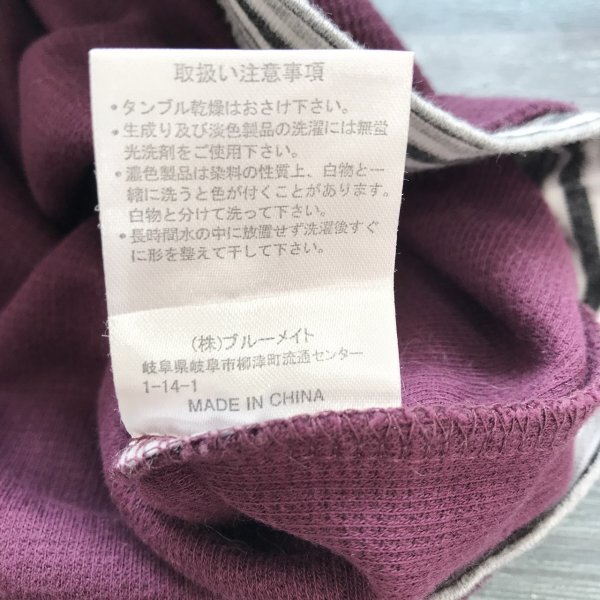 取扱い注意事項
・タンブル乾燥はおさけ下さい。
・生成り及び淡色製品の洗濯には無蛍
光洗剤をご使用下さい。
・濃色製品は染料の性質上、白物と一
緒に洗うと色が付くことがあります。
白物と分けて洗って下さい。
・長時間水の中に放置せず洗濯後すぐ
に形を整えて干して下さい。
(株)ブルーメイト
岐阜県岐阜市柳津町流通センター
1-14-1
MADE IN CHINA